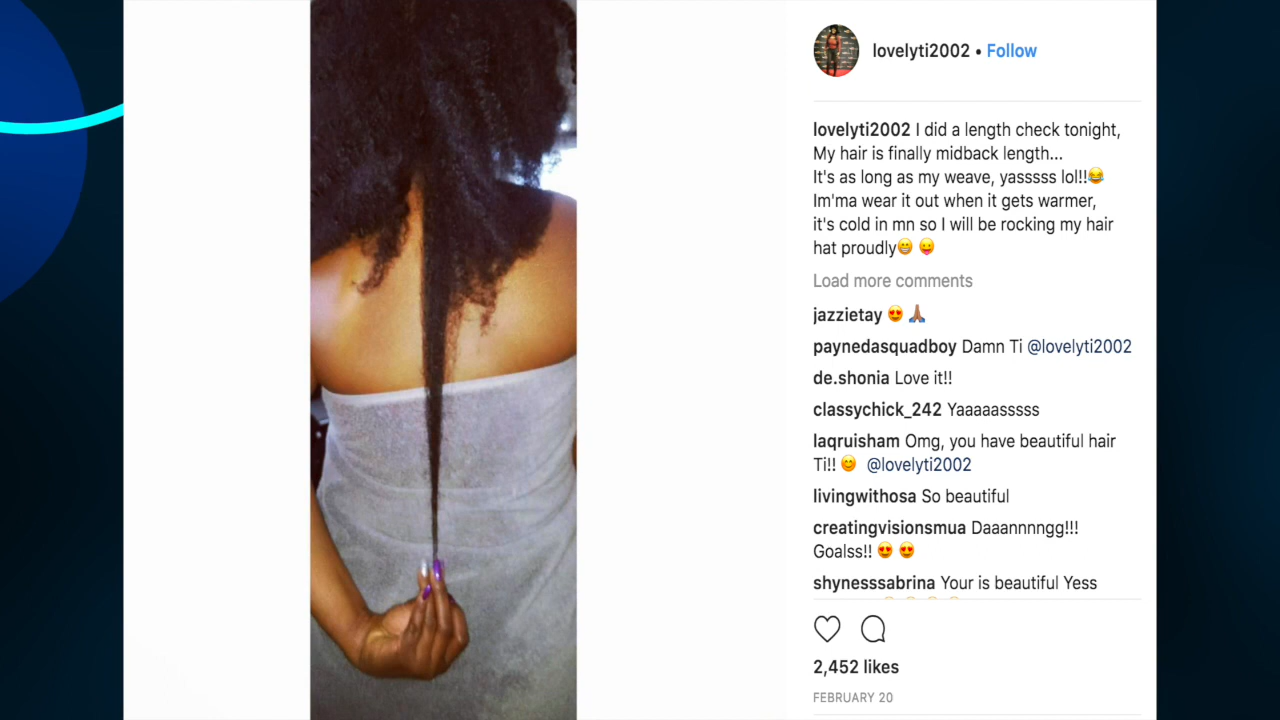 lovelyti2002 • Follow
lovelyti2002 I did a length check tonight,
My hair is finally midback length...
It's as long as my weave, yasssss lol!!😂
Im'ma wear it out when it gets warmer,
it's cold in mn so I will be rocking my hair
hat proudly😁 😛
Load more comments
jazzietay 😍 🙏🏽
paynedasquadboy Damn Ti @lovelyti2002
de.shonia Love it!!
classychick_242 Yaaaaasssss
laqruisham Omg, you have beautiful hair
Ti!! 😊 @lovelyti2002
livingwithosa So beautiful
creatingvisionsmua Daaannnngg!!!
Goalss!! 😍 😍
shynesssabrina Your is beautiful Yess
2,452 likes
FEBRUARY 20